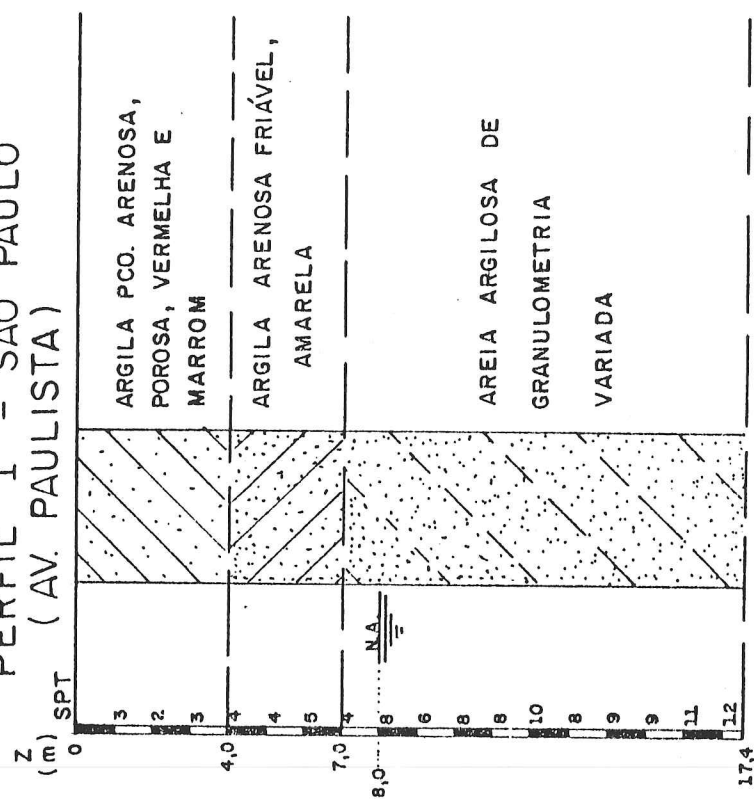 PERFIL 1 - SÃO PAULO
(AV. PAULISTA)
Z
(m)
SPT
0
3
2
3
ARGILA PCO. ARENOSA,
POROSA, VERMELHA E
MARROM
4,0
4
4
5
ARGILA ARENOSA FRIÁVEL,
AMARELA
7,0
4
8,0
N A
8
6
8
8
10
8
9
9
11
12
AREIA ARGILOSA DE
GRANULOMETRIA
VARIADA
17,4